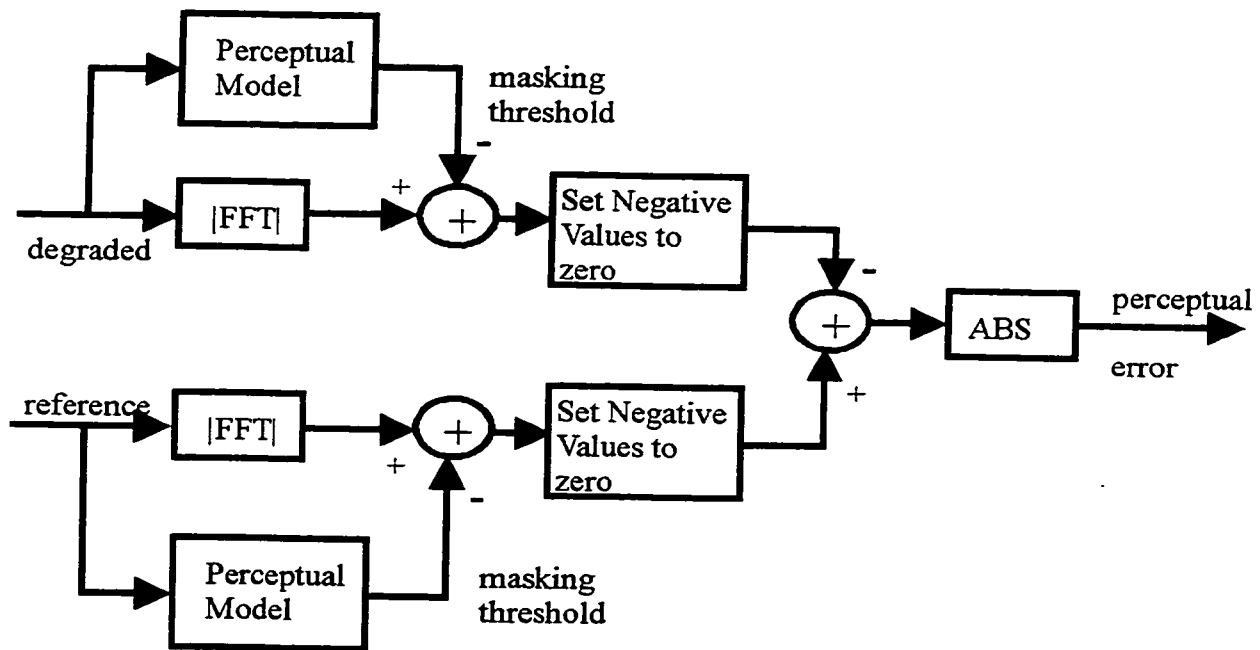 Perceptual
Model
masking
threshold
-
+
|FFT|
+
degraded
Set Negative
Values to
zero
-
+
ABS
perceptual
error
+
reference
|FFT|
+
+
-
Set Negative
Values to
zero
Perceptual
Model
masking
threshold